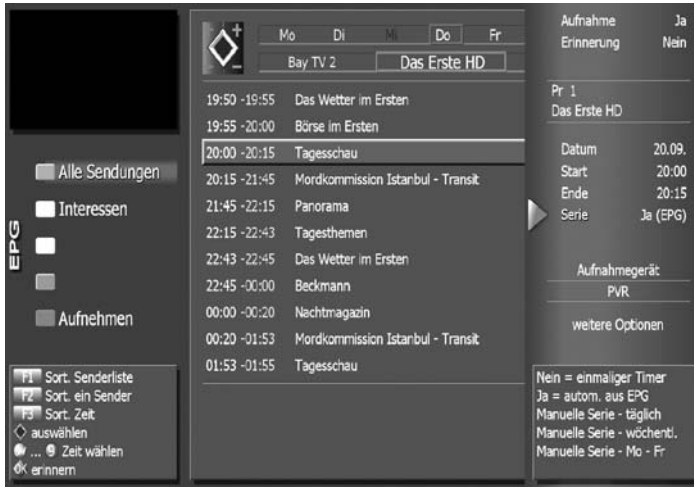 EPG
Alle Sendungen
Interessen
Aufnehmen
F1 Sort. Senderliste
F2 Sort. ein Sender
F3 Sort. Zeit
auswählen
... 9 Zeit wählen
OK erinnern
+
-
Mo Di Mi Do Fr
Bay TV 2 Das Erste HD
19:50 -19:55 Das Wetter im Ersten
19:55 -20:00 Börse im Ersten
20:00 -20:15 Tagesschau
20:15 -21:45 Mordkommission Istanbul - Transit
21:45 -22:15 Panorama
22:15 -22:43 Tagesthemen
22:43 -22:45 Das Wetter im Ersten
22:45 -00:00 Beckmann
00:00 -00:20 Nachtmagazin
00:20 -01:53 Mordkommission Istanbul - Transit
01:53 -01:55 Tagesschau
Aufnahme Ja
Erinnerung Nein
Pr 1
Das Erste HD
Datum 20.09.
Start 20:00
Ende 20:15
Serie Ja (EPG)
Aufnahmegerät
PVR
weitere Optionen
Nein = einmaliger Timer
Ja = autom. aus EPG
Manuelle Serie - täglich
Manuelle Serie - wöchentl.
Manuelle Serie - Mo - Fr